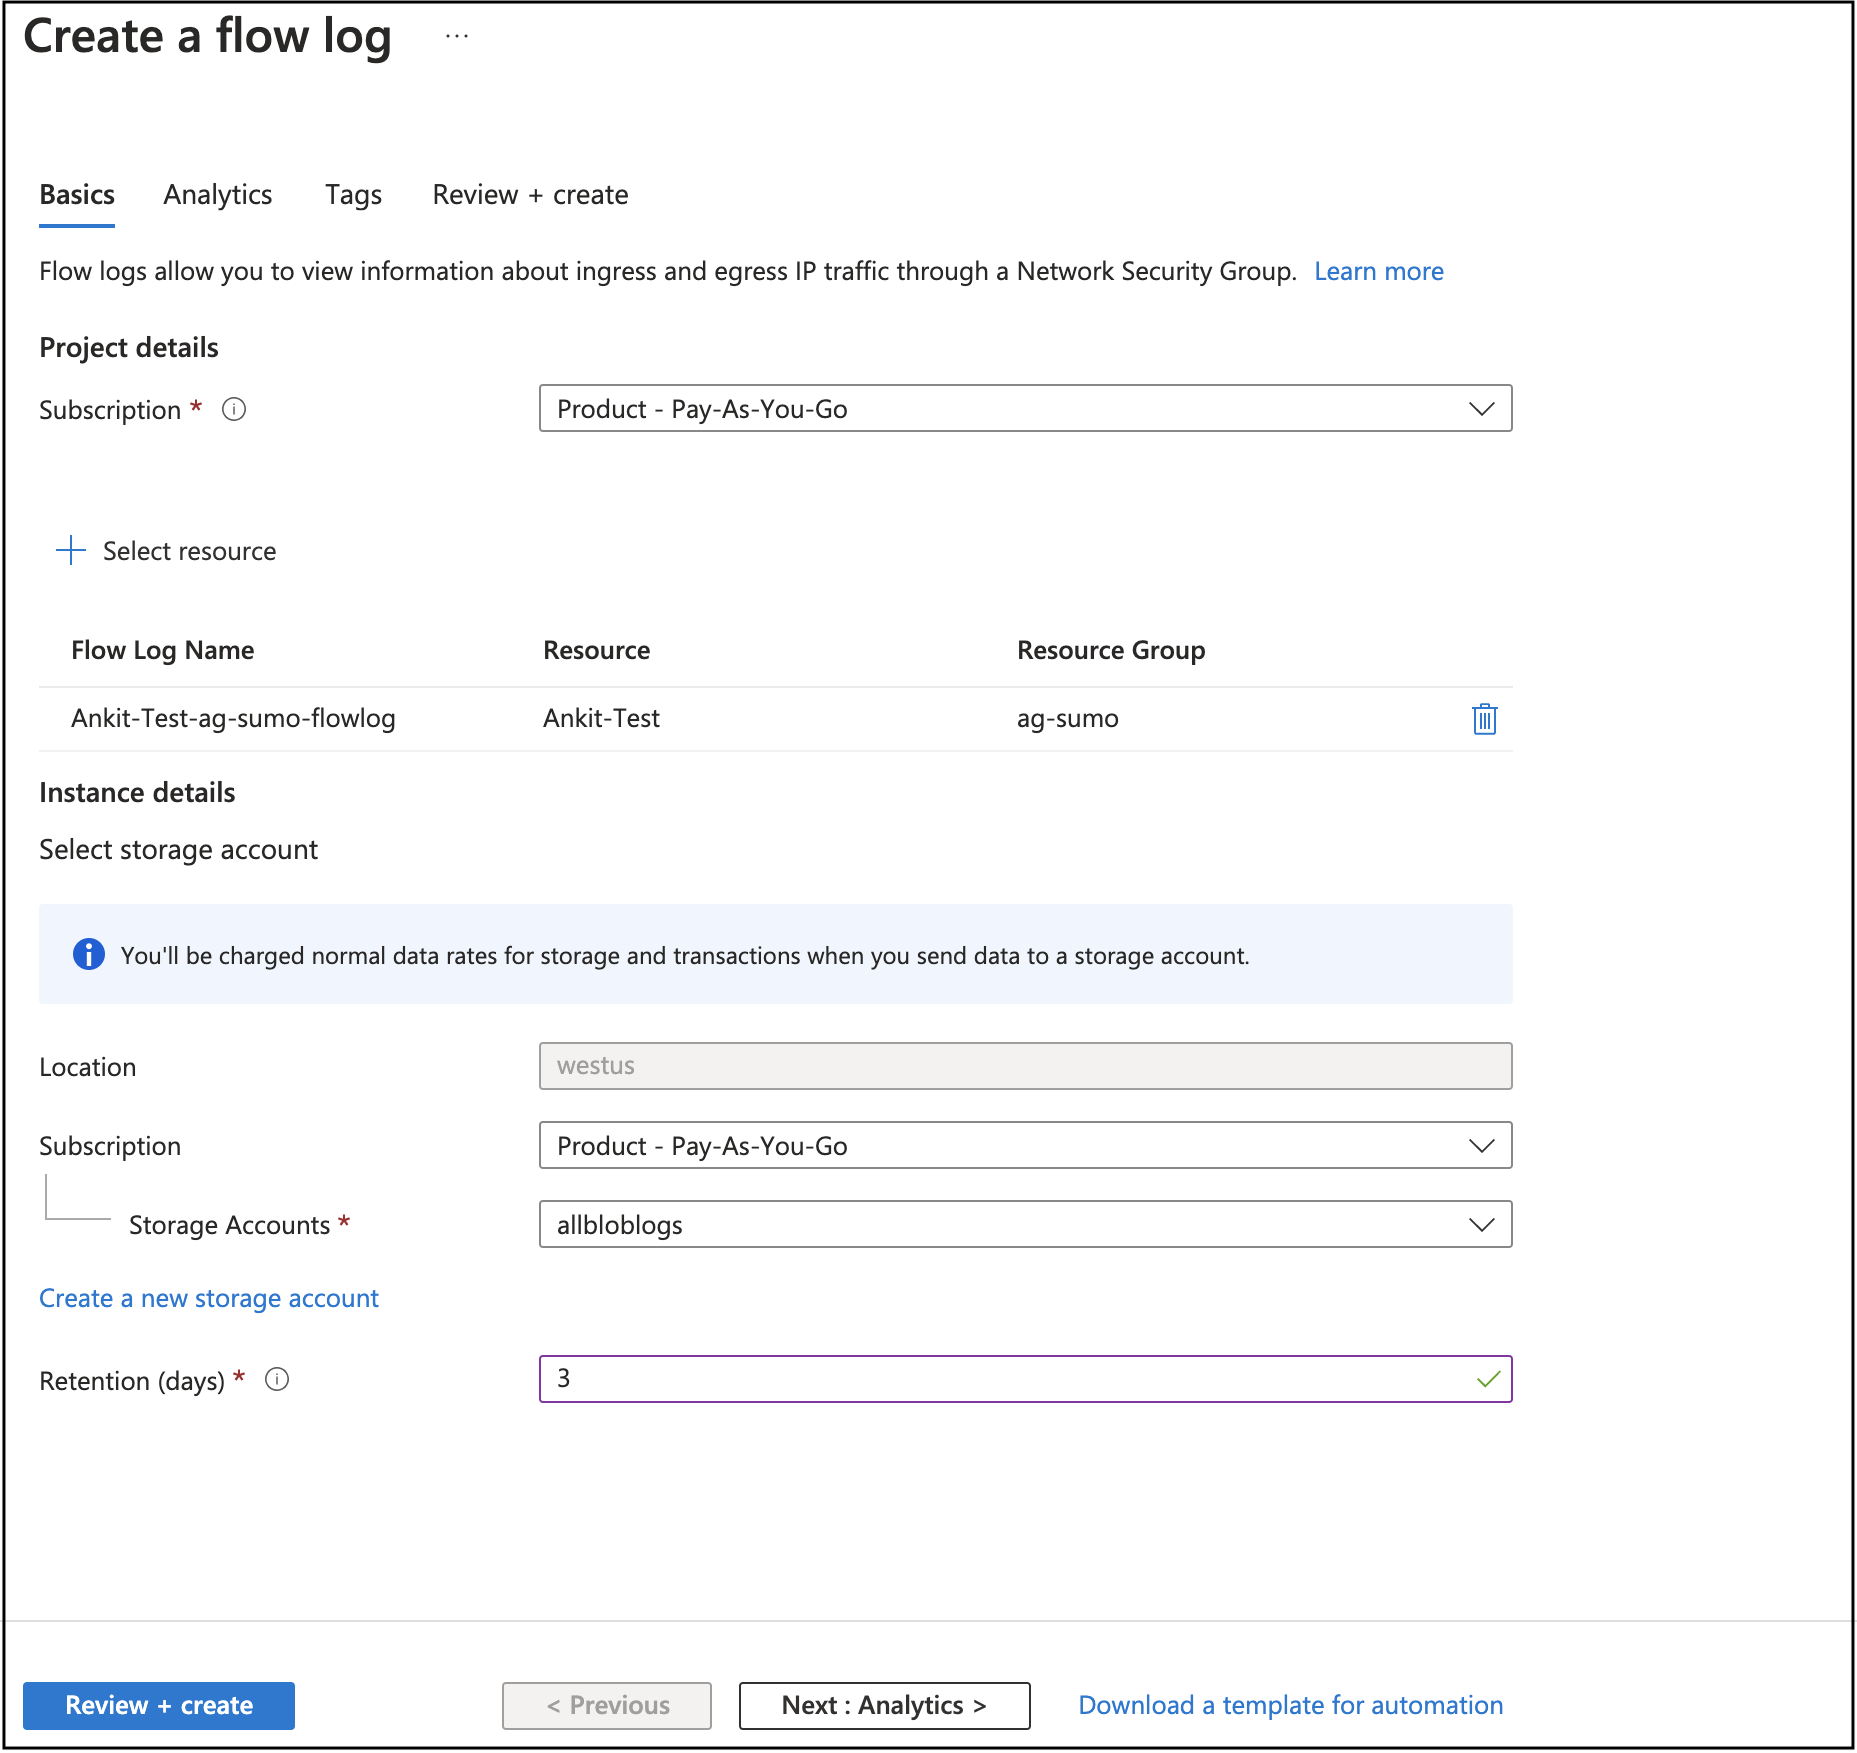 Create a flow log ...
Basics Analytics Tags Review + create
Flow logs allow you to view information about ingress and egress IP traffic through a Network Security Group. Learn more
Project details
Subscription * Product - Pay-As-You-Go
Select resource
Flow Log Name Resource Resource Group
Ankit-Test-ag-sumo-flowlog Ankit-Test ag-sumo
Instance details
Select storage account
You'll be charged normal data rates for storage and transactions when you send data to a storage account.
Location westus
Subscription Product - Pay-As-You-Go
Storage Accounts * allbloblogs
Create a new storage account
Retention (days) * 3
Review + create < Previous Next : Analytics > Download a template for automation